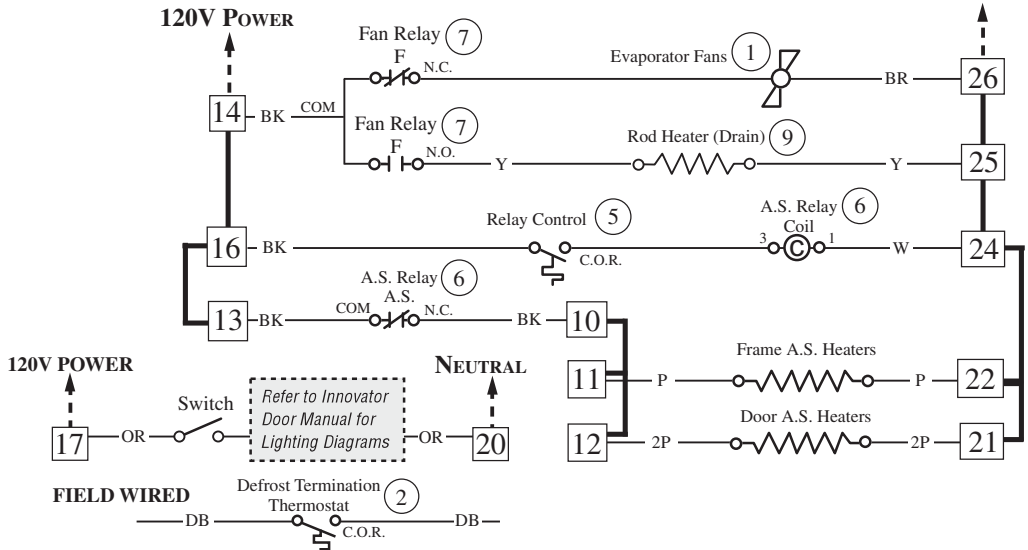 120V POWER
Fan Relay 7
F N.C.
Evaporator Fans 1
BR 26
14 BK COM
Fan Relay 7
F N.O.
Y
Rod Heater (Drain) 9
Y 25
16 BK
Relay Control 5
C.O.R.
A.S. Relay 6
Coil
3 C 1
W 24
A.S. Relay 6
A.S.
13 BK COM N.C. BK 10
120V POWER
NEUTRAL
11 P
Frame A.S. Heaters
P 22
Switch
Refer to Innovator
Door Manual for
Lighting Diagrams
17 OR OR 20
12 2P
Door A.S. Heaters
2P 21
FIELD WIRED
Defrost Termination 2
Thermostat
DB C.O.R. DB